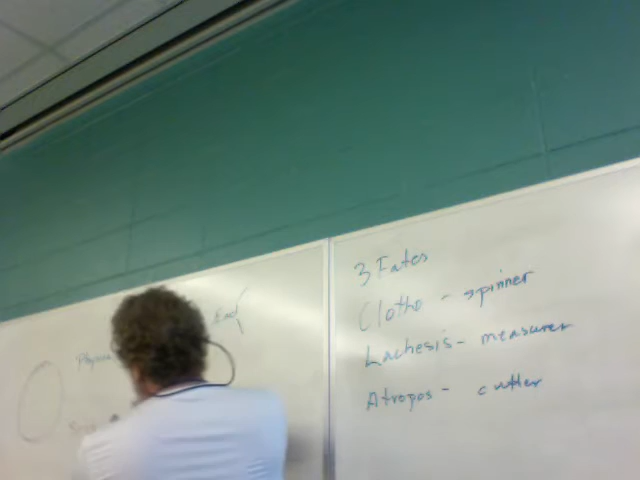 3 Fates
Clotho - spinner
Lachesis - measurer
Atropos - cutter